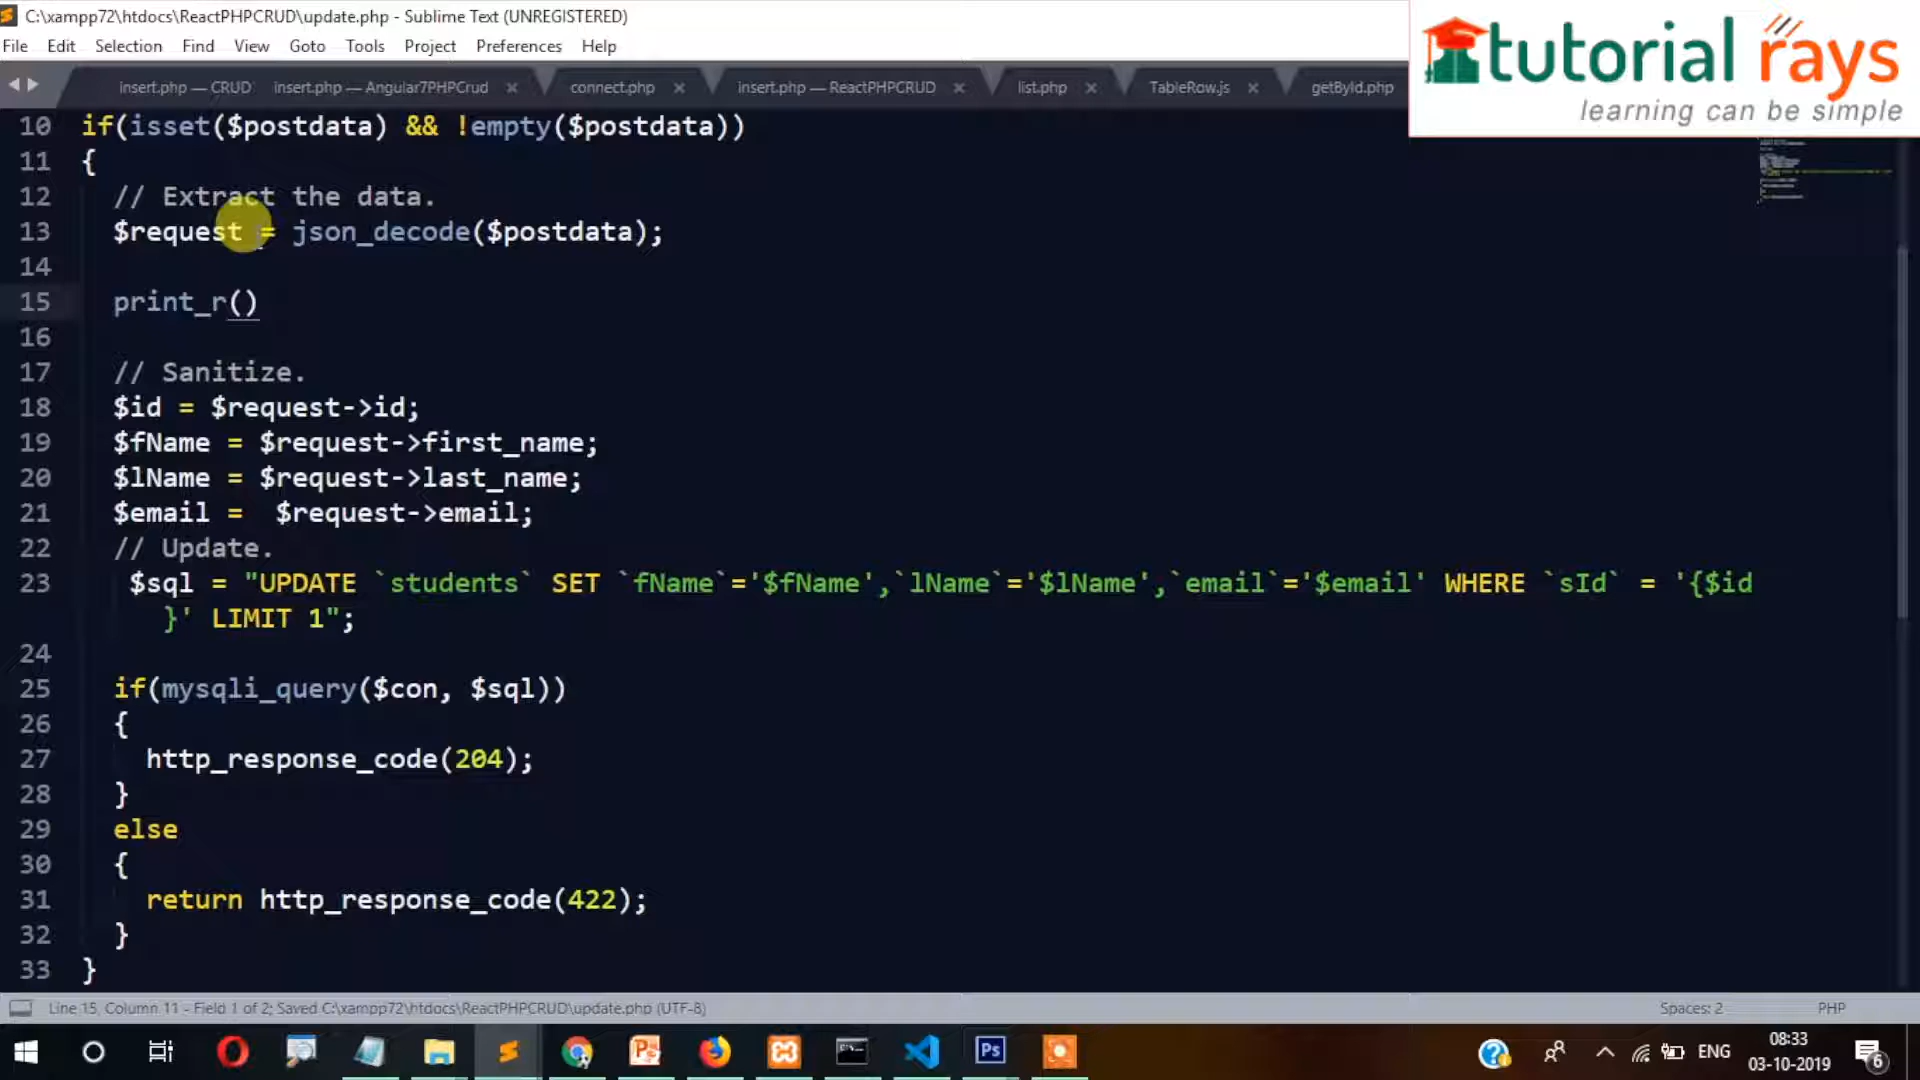 C:\xampp72\htdocs\ReactPHPCRUD\update.php - Sublime Text (UNREGISTERED)
File Edit Selection Find View Goto Tools Project Preferences Help
tutorial rays
learning can be simple
insert.php — CRUD insert.php — Angular7PHPCrud connect.php insert.php — ReactPHPCRUD list.php TableRow.js getById.php
10 if(isset($postdata) && !empty($postdata))
11 {
12 // Extract the data.
13 $request = json_decode($postdata);
14
15 print_r()
16
17 // Sanitize.
18 $id = $request->id;
19 $fName = $request->first_name;
20 $lName = $request->last_name;
21 $email =  $request->email;
22 // Update.
23 $sql = "UPDATE `students` SET `fName`='$fName',`lName`='$lName',`email`='$email' WHERE `sId` = '{$id
}' LIMIT 1";
24
25 if(mysqli_query($con, $sql))
26 {
27 http_response_code(204);
28 }
29 else
30 {
31 return http_response_code(422);
32 }
33 }
Line 15, Column 11 - Field 1 of 2; Saved C:\xampp72\htdocs\ReactPHPCRUD\update.php (UTF-8) Spaces: 2 PHP
Ps ENG 08:33
03-10-2019 6